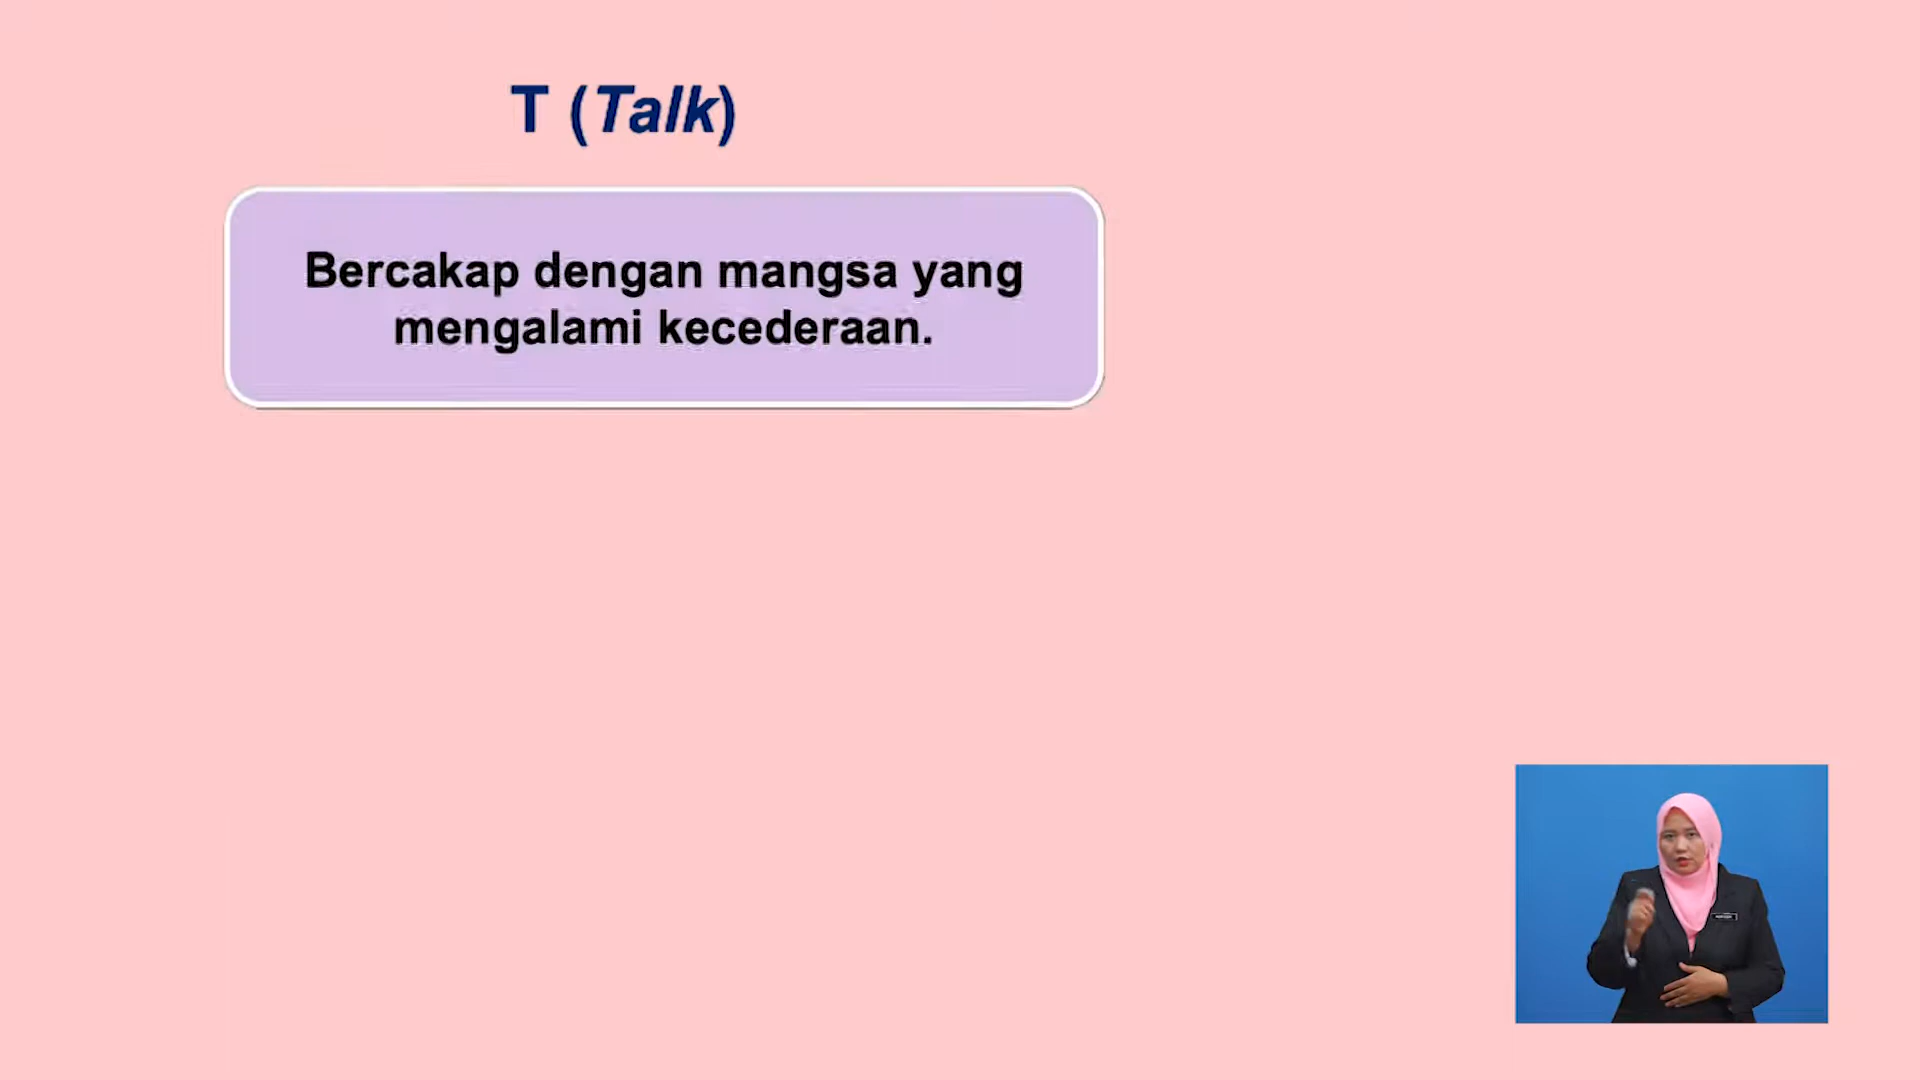 T (Talk)
Bercakap dengan mangsa yang
mengalami kecederaan.